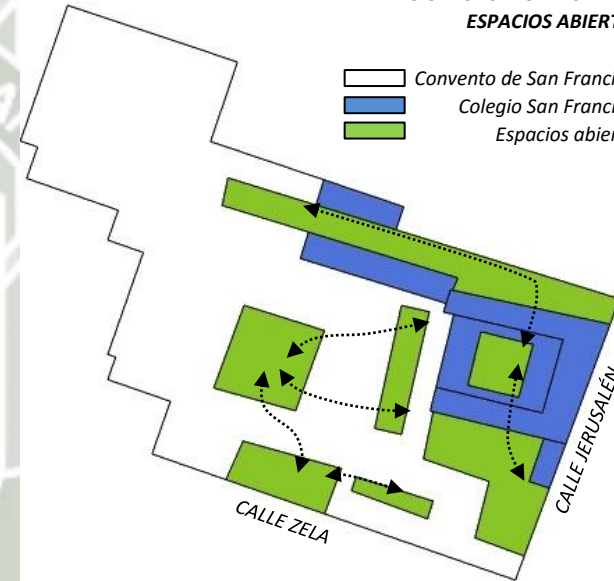 ESPACIOS ABIERT
Convento de San Franci
Colegio San Franci
Espacios abier
CALLE JERUSALÉN
CALLE ZELA